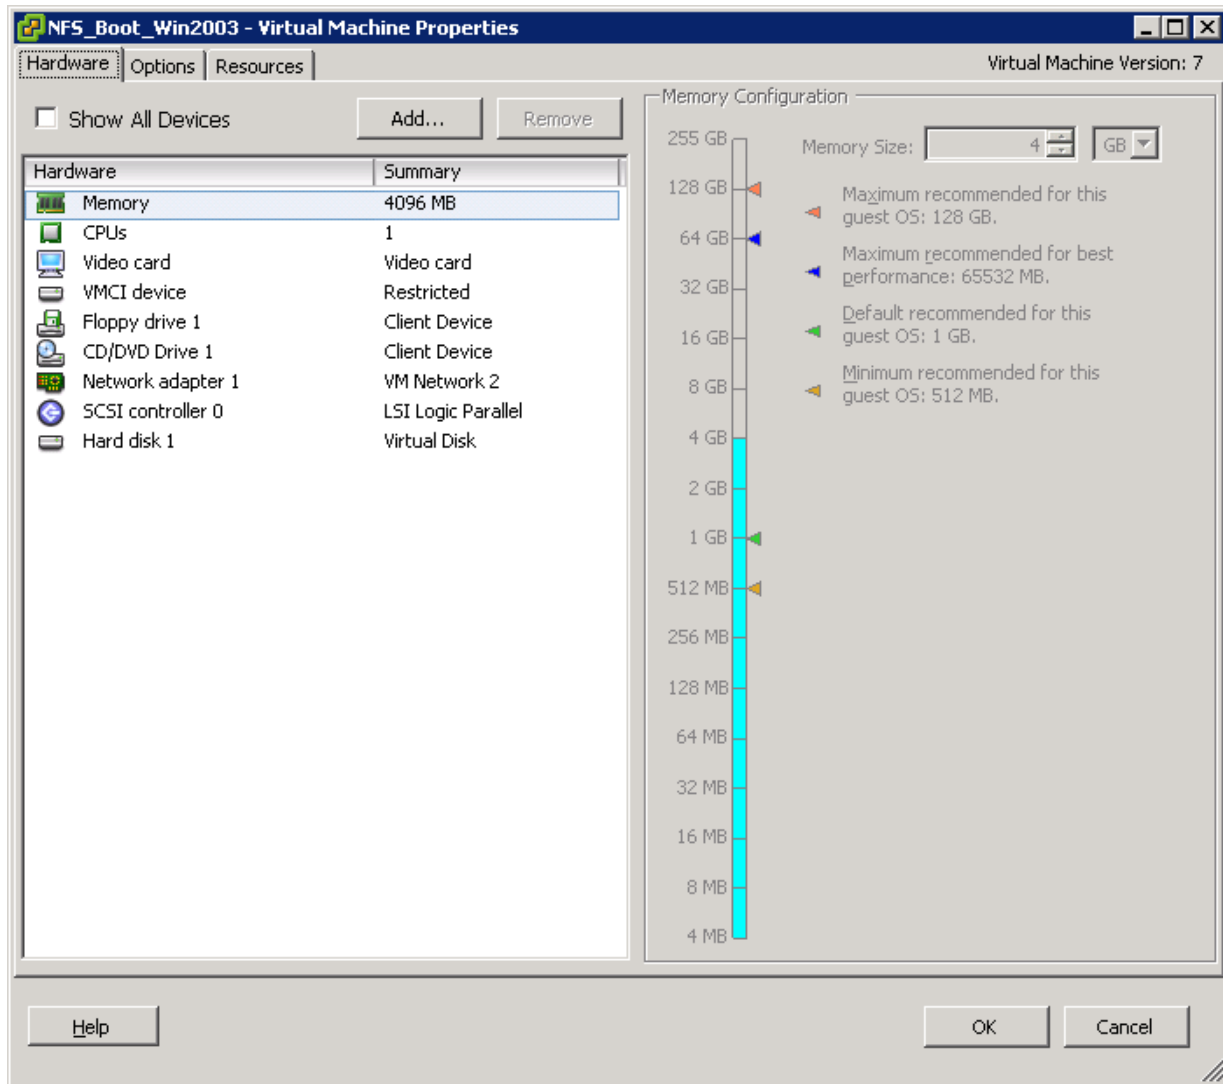 NFS_Boot_Win2003 - Virtual Machine Properties
Hardware Options Resources Virtual Machine Version: 7
Show All Devices Add... Remove
Hardware Summary
Memory 4096 MB
CPUs 1
Video card Video card
VMCI device Restricted
Floppy drive 1 Client Device
CD/DVD Drive 1 Client Device
Network adapter 1 VM Network 2
SCSI controller 0 LSI Logic Parallel
Hard disk 1 Virtual Disk
Memory Configuration
255 GB
128 GB
64 GB
32 GB
16 GB
8 GB
4 GB
2 GB
1 GB
512 MB
256 MB
128 MB
64 MB
32 MB
16 MB
8 MB
4 MB
Memory Size: 4 GB
Maximum recommended for this
guest OS: 128 GB.
Maximum recommended for best
performance: 65532 MB.
Default recommended for this
guest OS: 1 GB.
Minimum recommended for this
guest OS: 512 MB.
Help OK Cancel